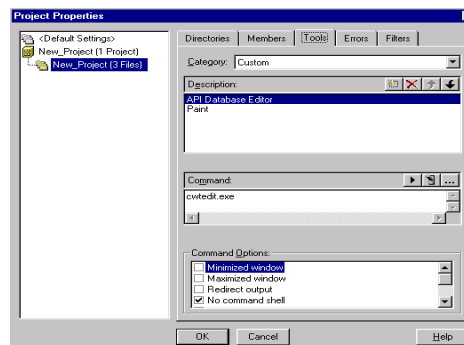 Project Properties
<Default Settings>
New_Project (1 Project)
New_Project (3 Files)
Directories Members Tools Errors Filters
Category: Custom
Description:
API Database Editor
Paint
Command:
...
cwtedit.exe
Command Options:
Minimized window
Maximized window
Redirect output
No command shell
OK Cancel Help